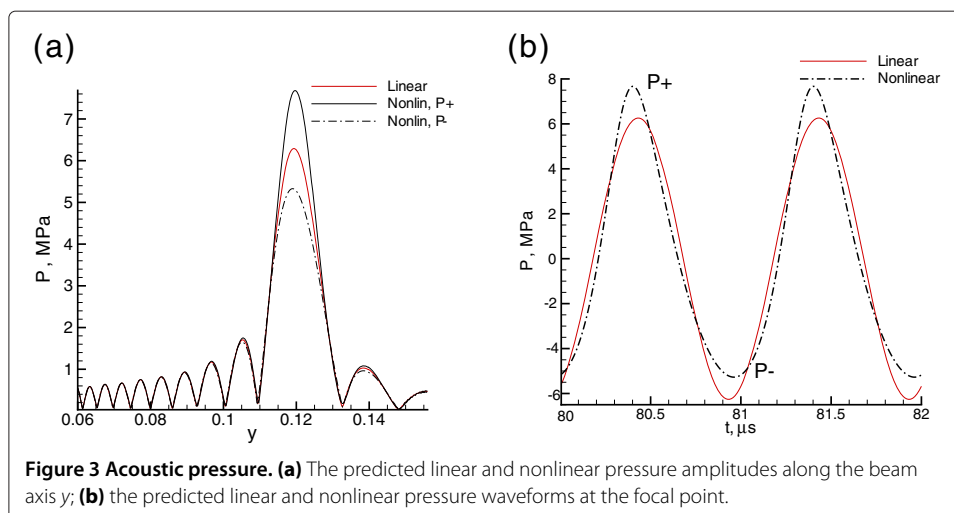 (a)
Linear
Nonlin, P+
Nonlin, P-
P, MPa
7
6
5
4
3
2
1
0.06
0.08
0.1
0.12
0.14
y
(b)
Linear
Nonlinear
P+
P-
P, MPa
8
6
4
2
0
-2
-4
-6
80
80.5
81
81.5
82
t, μs
Figure 3 Acoustic pressure. (a) The predicted linear and nonlinear pressure amplitudes along the beam
axis y; (b) the predicted linear and nonlinear pressure waveforms at the focal point.